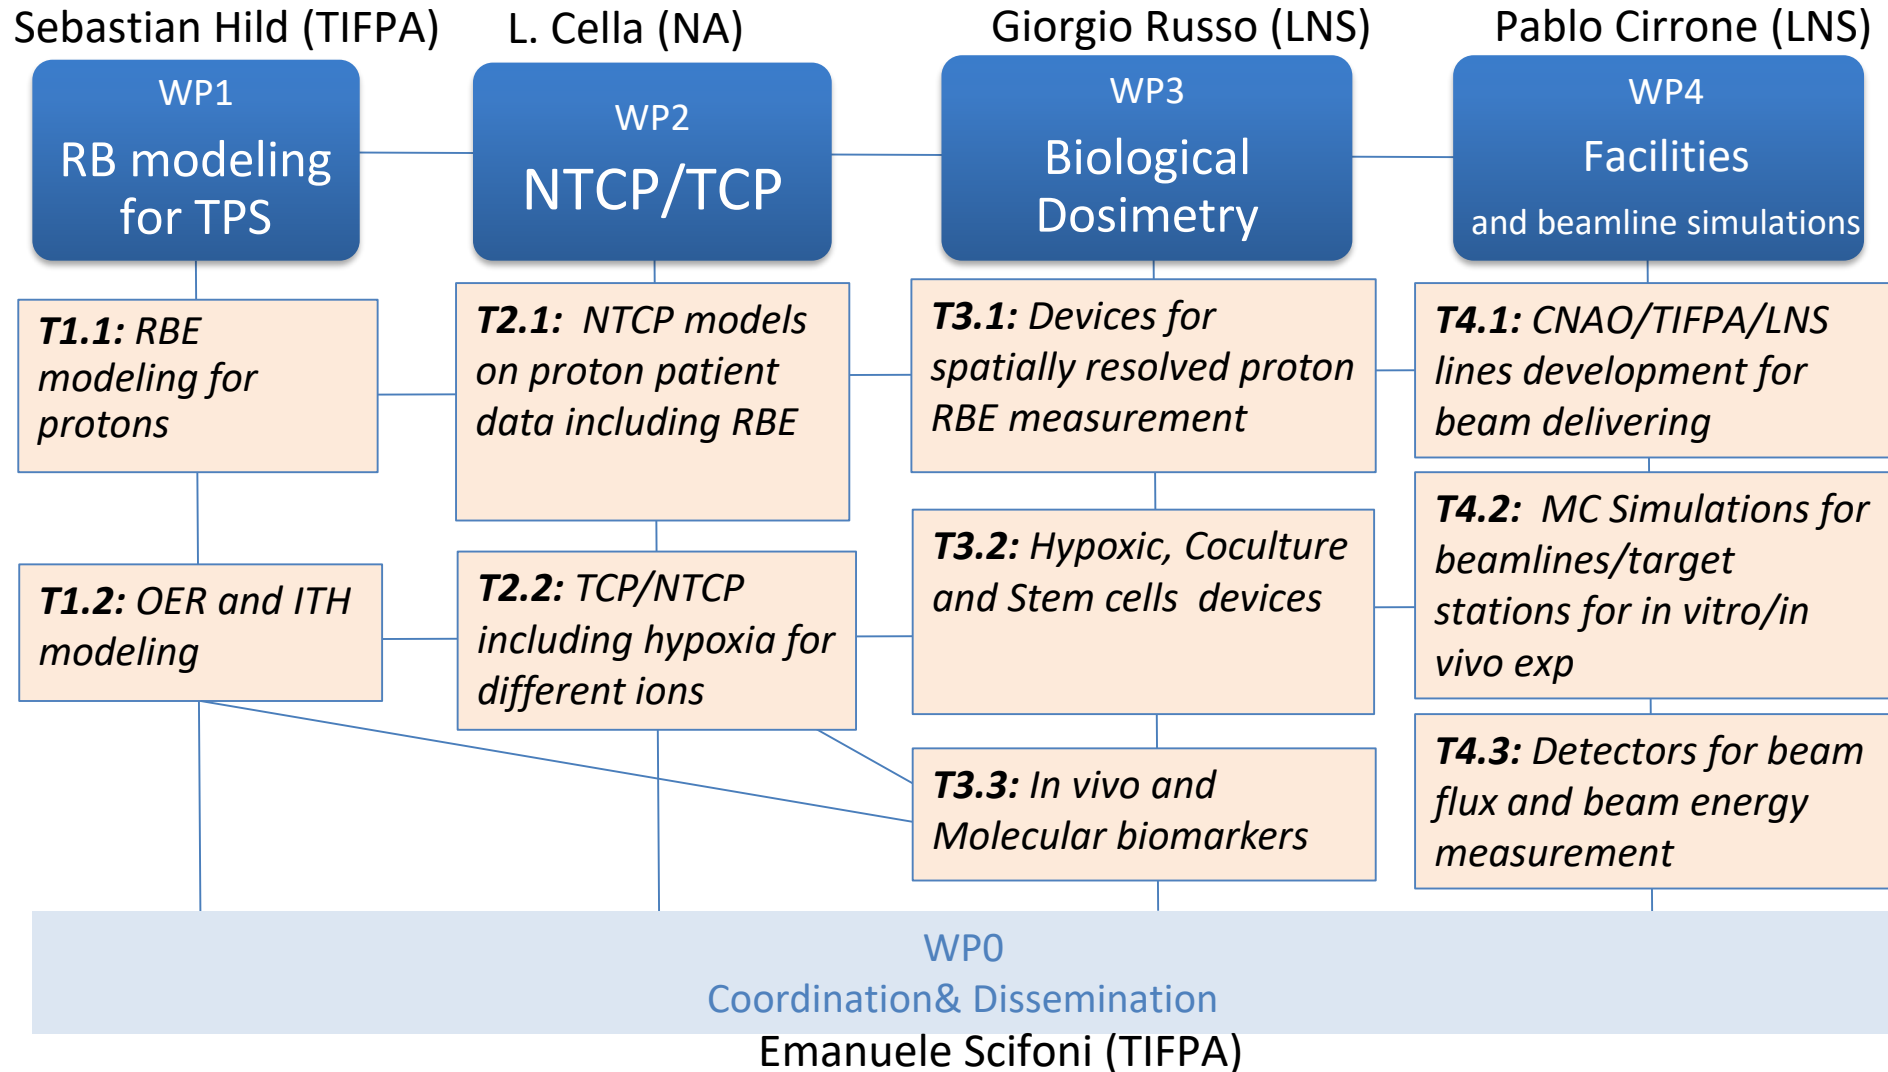 Sebastian Hild (TIFPA)
L. Cella (NA)
Giorgio Russo (LNS)
Pablo Cirrone (LNS)
WP1
RB modeling
for TPS
WP2
NTCP/TCP
WP3
Biological
Dosimetry
WP4
Facilities
and beamline simulations
T1.1: RBE
modeling for
protons
T2.1:  NTCP models
on proton patient
data including RBE
T3.1: Devices for
spatially resolved proton
RBE measurement
T4.1: CNAO/TIFPA/LNS
lines development for
beam delivering
T1.2: OER and ITH
modeling
T2.2: TCP/NTCP
including hypoxia for
different ions
T3.2: Hypoxic, Coculture
and Stem cells  devices
T4.2:  MC Simulations for
beamlines/target
stations for in vitro/in
vivo exp
T3.3: In vivo and
Molecular biomarkers
T4.3: Detectors for beam
flux and beam energy
measurement
WP0
Coordination& Dissemination
Emanuele Scifoni (TIFPA)